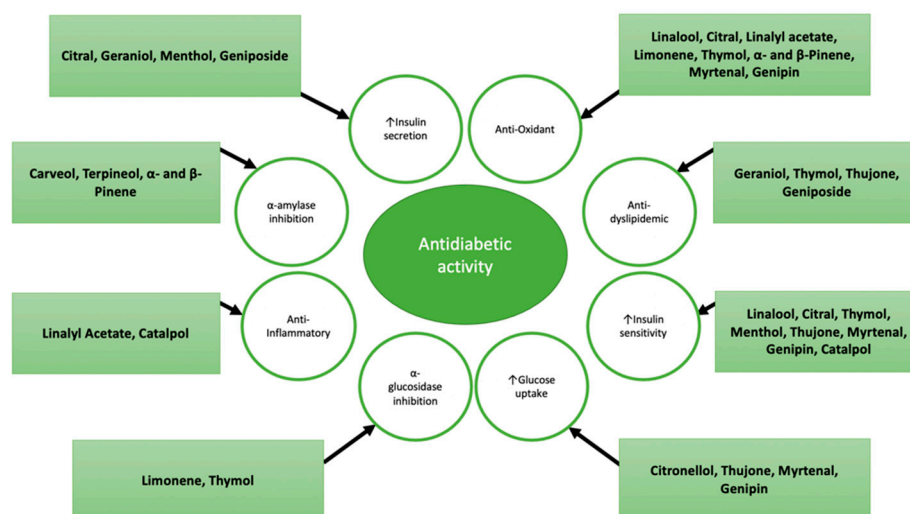 Citral, Geraniol, Menthol, Geniposide
Linalool, Citral, Linalyl acetate,
Limonene, Thymol, α- and β-Pinene,
Myrtenal, Genipin
↑Insulin
secretion
Anti-Oxidant
Carveol, Terpineol, α- and β-
Pinene
α-amylase
inhibition
Anti-
dyslipidemic
Geraniol, Thymol, Thujone,
Geniposide
Antidiabetic
activity
Linalyl Acetate, Catalpol
Anti-
Inflammatory
↑Insulin
sensitivity
Linalool, Citral, Thymol,
Menthol, Thujone, Myrtenal,
Genipin, Catalpol
α-
glucosidase
inhibition
↑Glucose
uptake
Limonene, Thymol
Citronellol, Thujone, Myrtenal,
Genipin